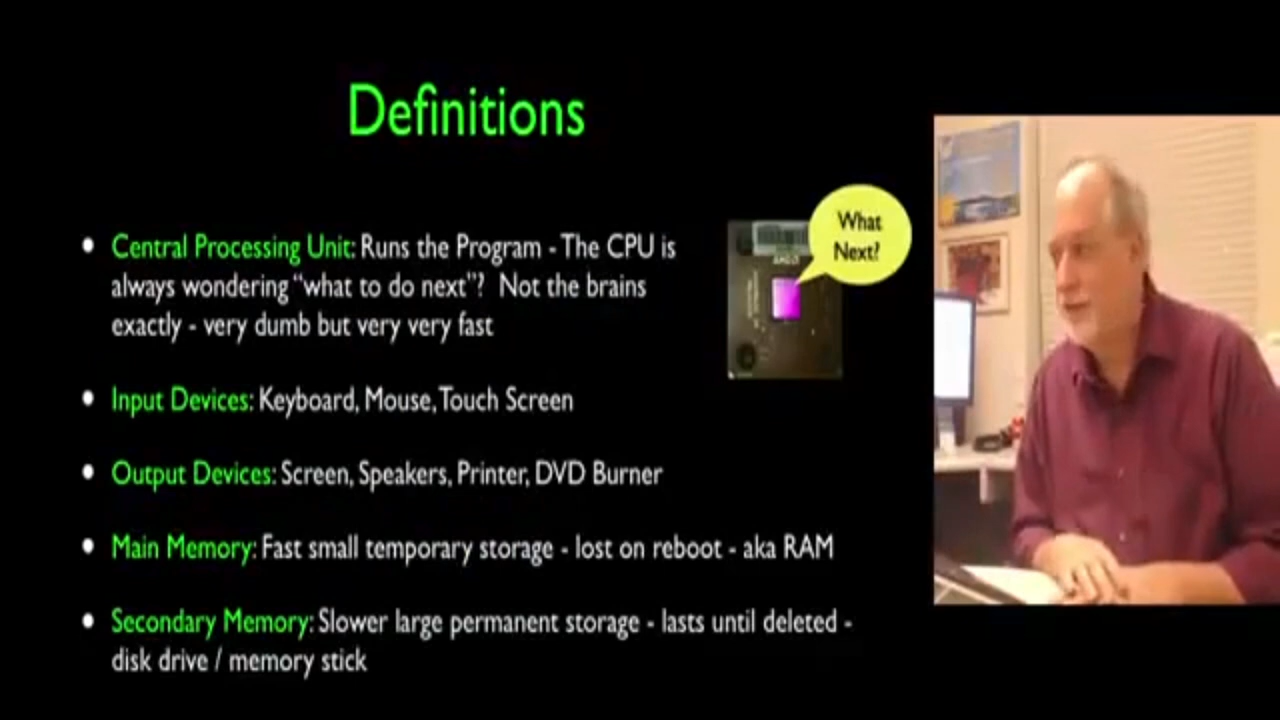 Definitions
Central Processing Unit: Runs the Program - The CPU is
always wondering “what to do next”? Not the brains
exactly - very dumb but very very fast
What
Next?
Input Devices: Keyboard, Mouse, Touch Screen
Output Devices: Screen, Speakers, Printer, DVD Burner
Main Memory: Fast small temporary storage - lost on reboot - aka RAM
Secondary Memory: Slower large permanent storage - lasts until deleted -
disk drive / memory stick